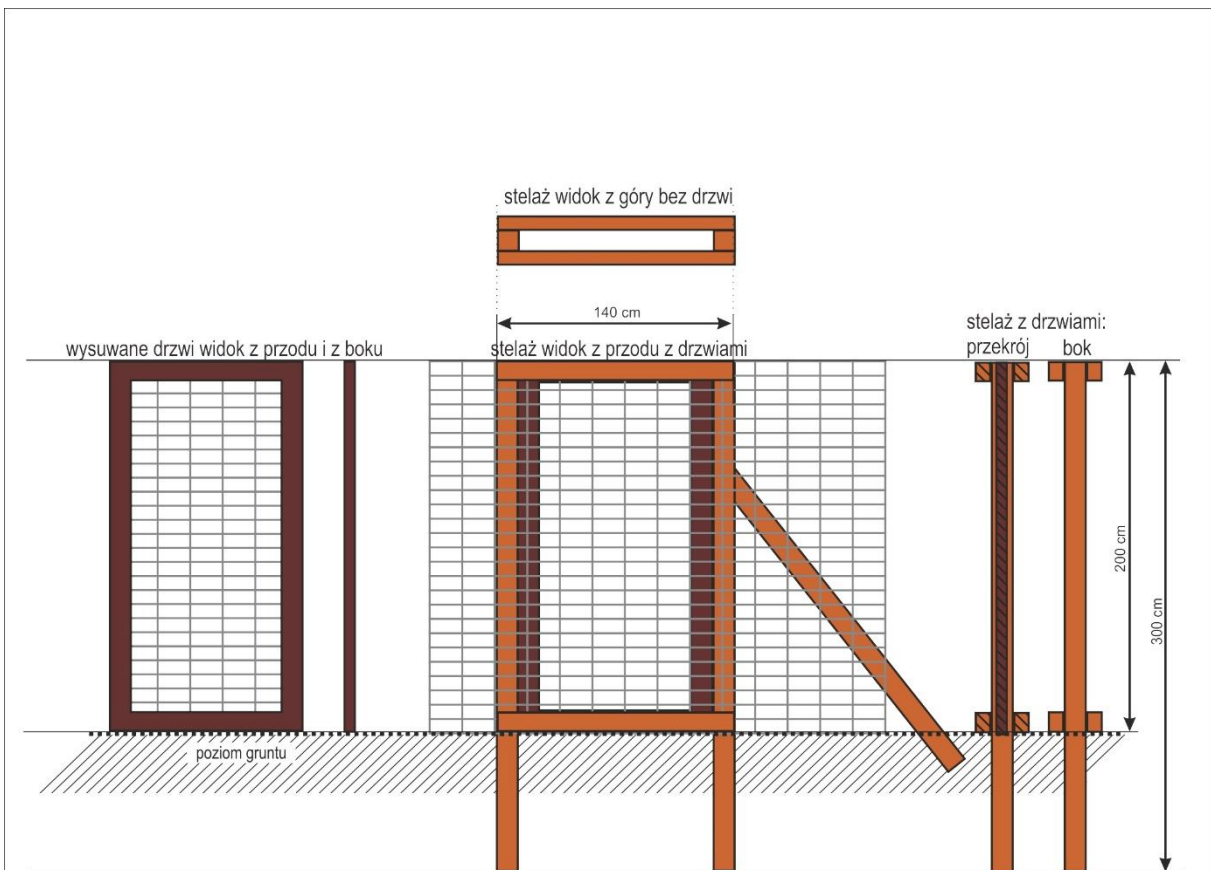 stelaż widok z góry bez drzwi
140 cm
wysuwane drzwi widok z przodu i z boku
stelaż widok z przodu z drzwiami
stelaż z drzwiami:
przekrój bok
200 cm
300 cm
poziom gruntu